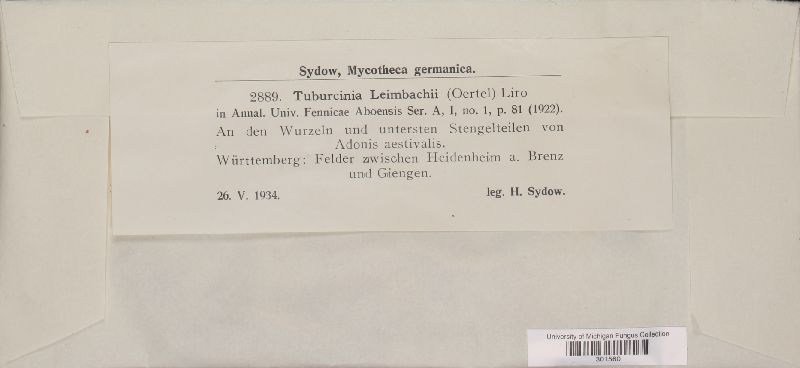 Sydow, Mycotheca germanica.
2889. Tuburcinia Leimbachii (Oertel) Liro
in Annal. Univ. Fennicae Aboensis Ser. A, I, no. 1, p. 81 (1922).
An den Wurzeln und untersten Stengelteilen von
Adonis aestivalis.
Württemberg: Felder zwischen Heidenheim a. Brenz
und Giengen.
26. V. 1934.
leg. H. Sydow.
University of Michigan Fungus Collection
301560